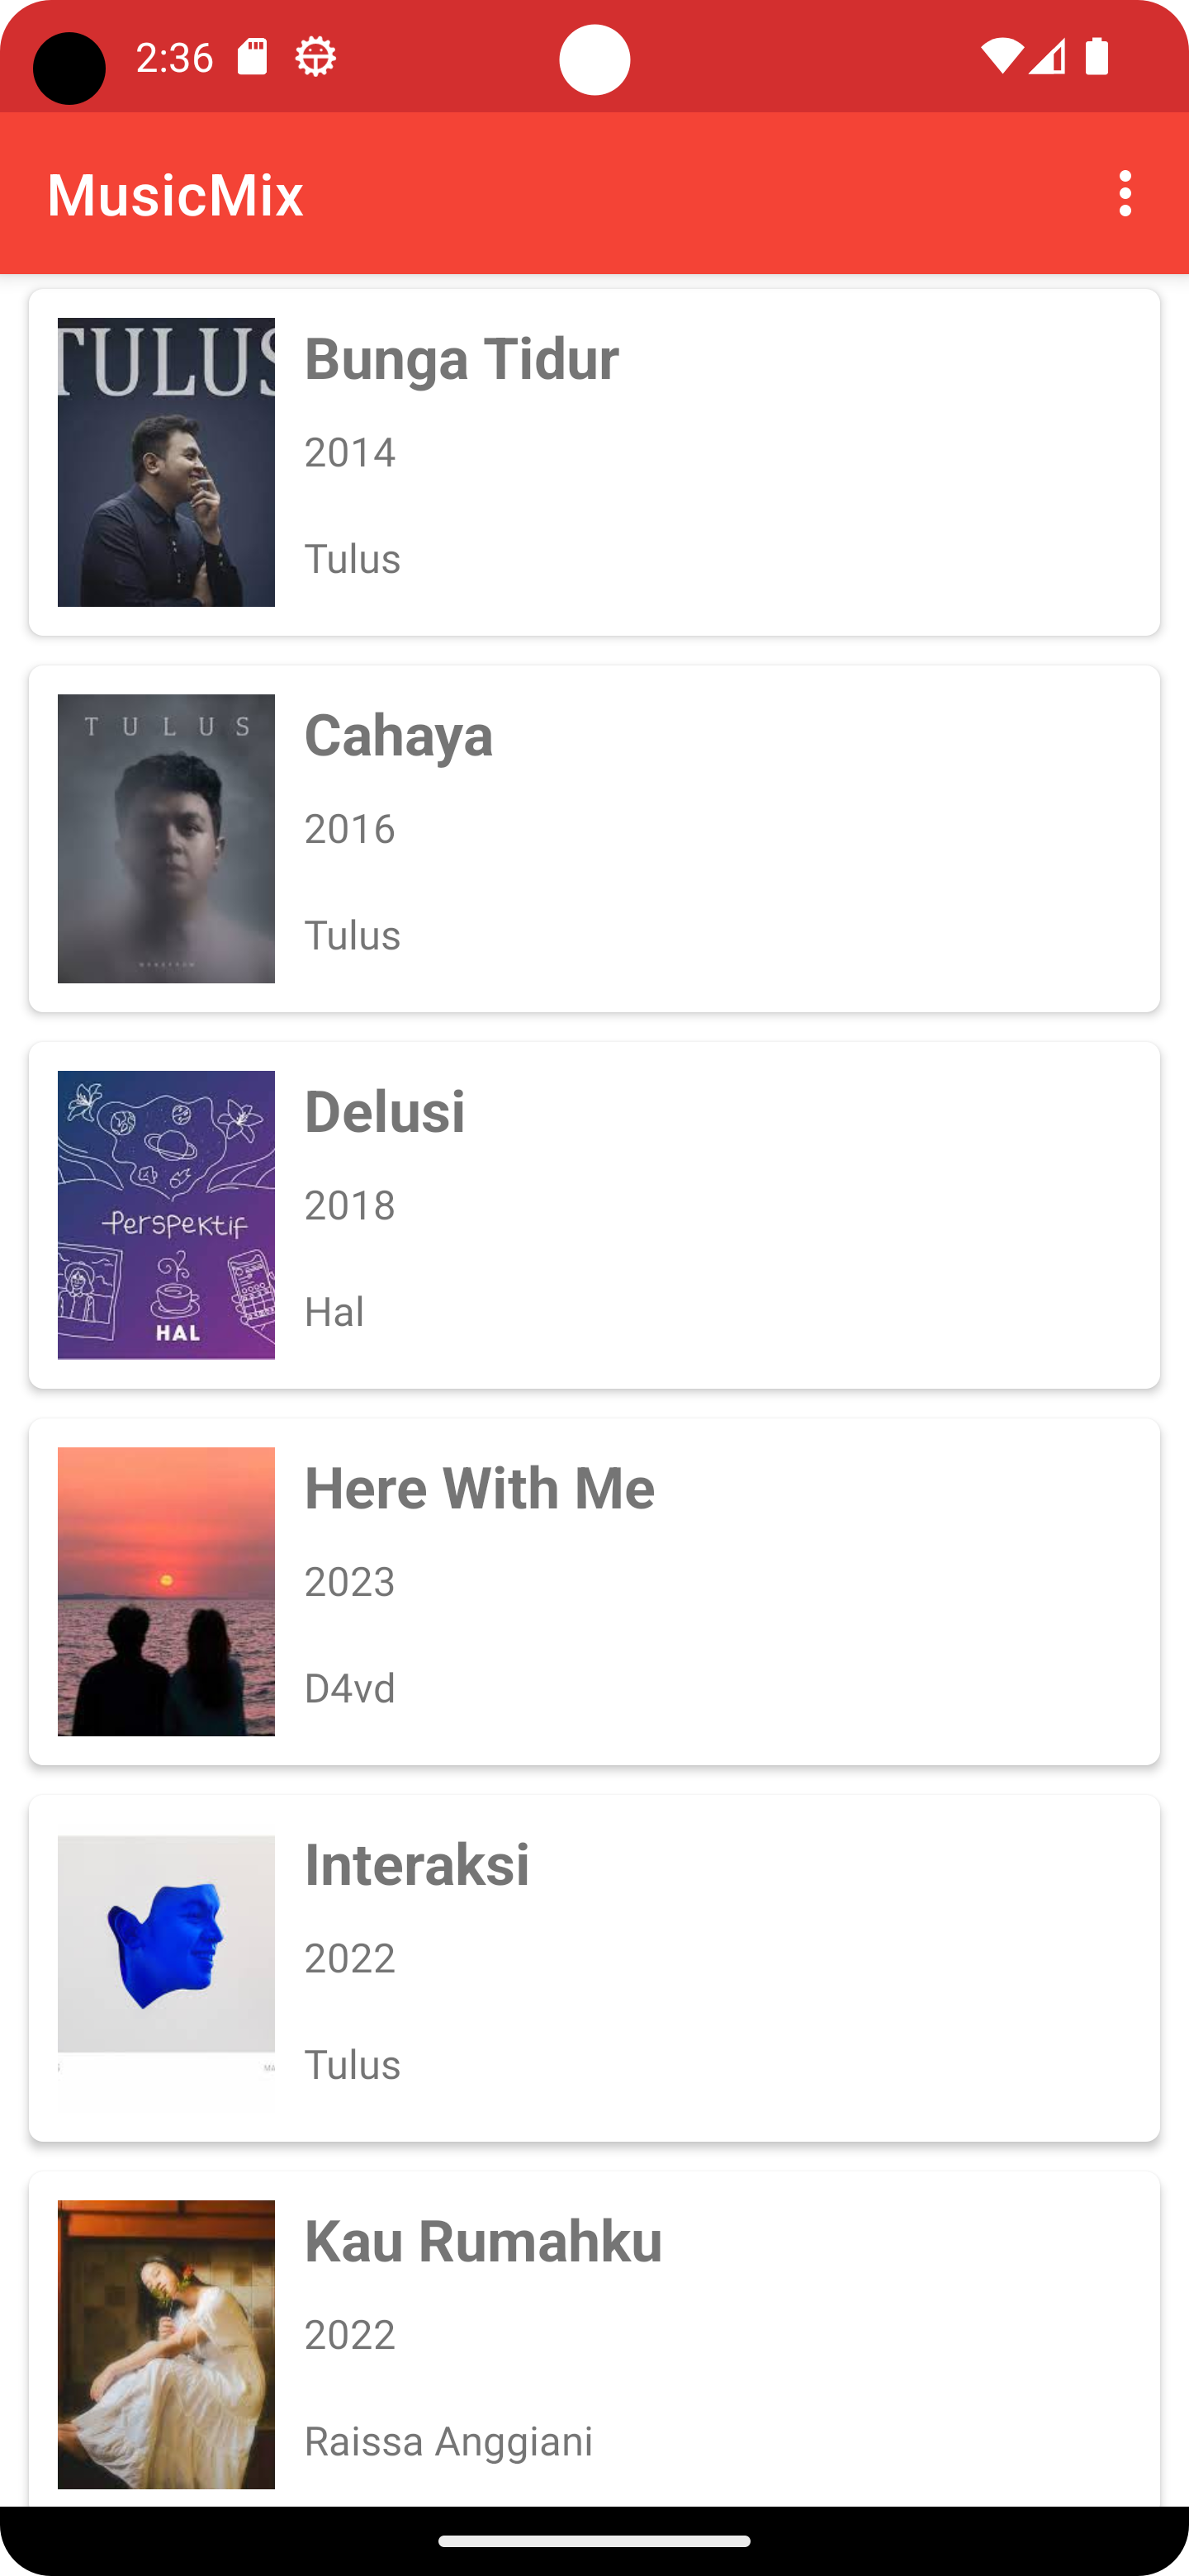 2:36
MusicMix
TULUS
Bunga Tidur
2014
Tulus
T U L U S
Cahaya
2016
Tulus
Perspektif
HAL
Delusi
2018
Hal
Here With Me
2023
D4vd
Interaksi
2022
Tulus
Kau Rumahku
2022
Raissa Anggiani